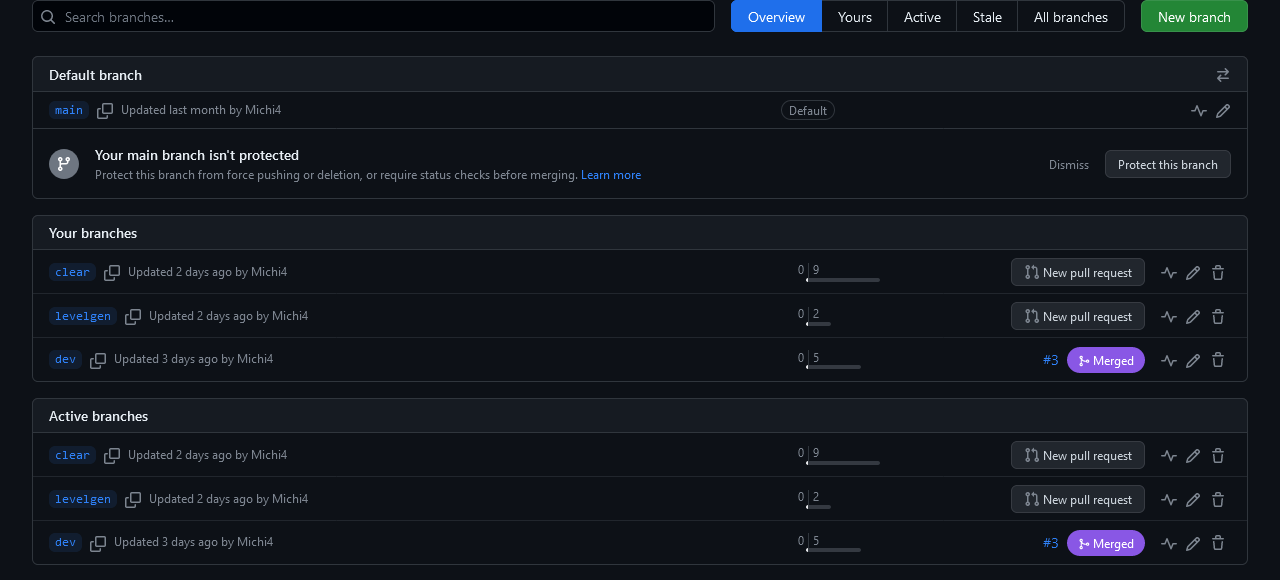 Search branches...
Overview Yours Active Stale All branches New branch
Default branch
main Updated last month by Michi4 Default
Your main branch isn't protected
Protect this branch from force pushing or deletion, or require status checks before merging. Learn more
Dismiss Protect this branch
Your branches
clear Updated 2 days ago by Michi4 0 9 New pull request
levelgen Updated 2 days ago by Michi4 0 2 New pull request
dev Updated 3 days ago by Michi4 0 5 #3 Merged
Active branches
clear Updated 2 days ago by Michi4 0 9 New pull request
levelgen Updated 2 days ago by Michi4 0 2 New pull request
dev Updated 3 days ago by Michi4 0 5 #3 Merged